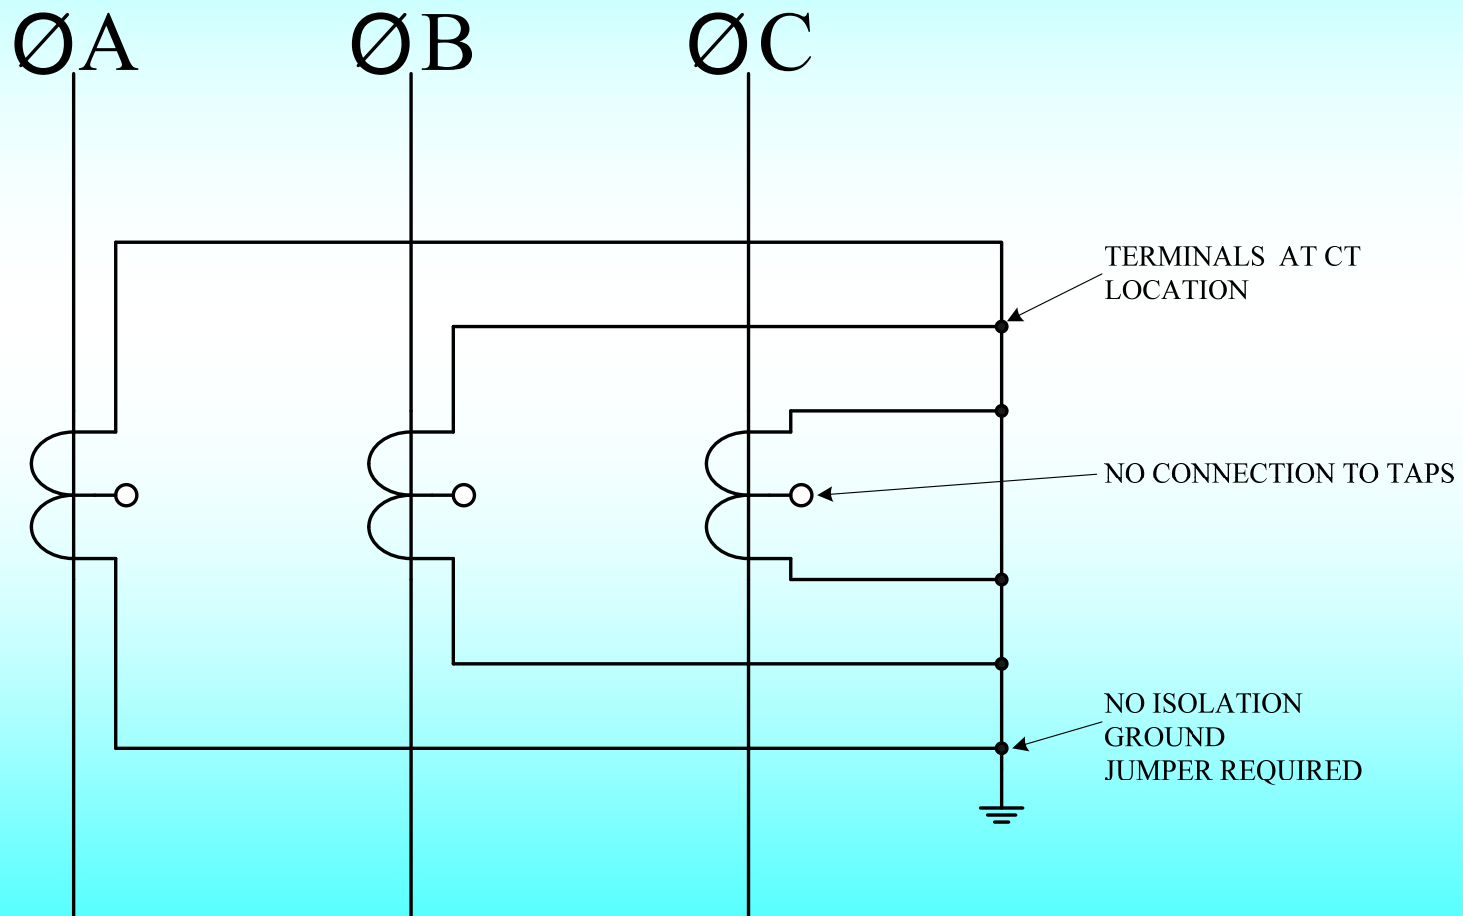 ØA ØB ØC
TERMINALS AT CT
LOCATION
NO CONNECTION TO TAPS
NO ISOLATION
GROUND
JUMPER REQUIRED